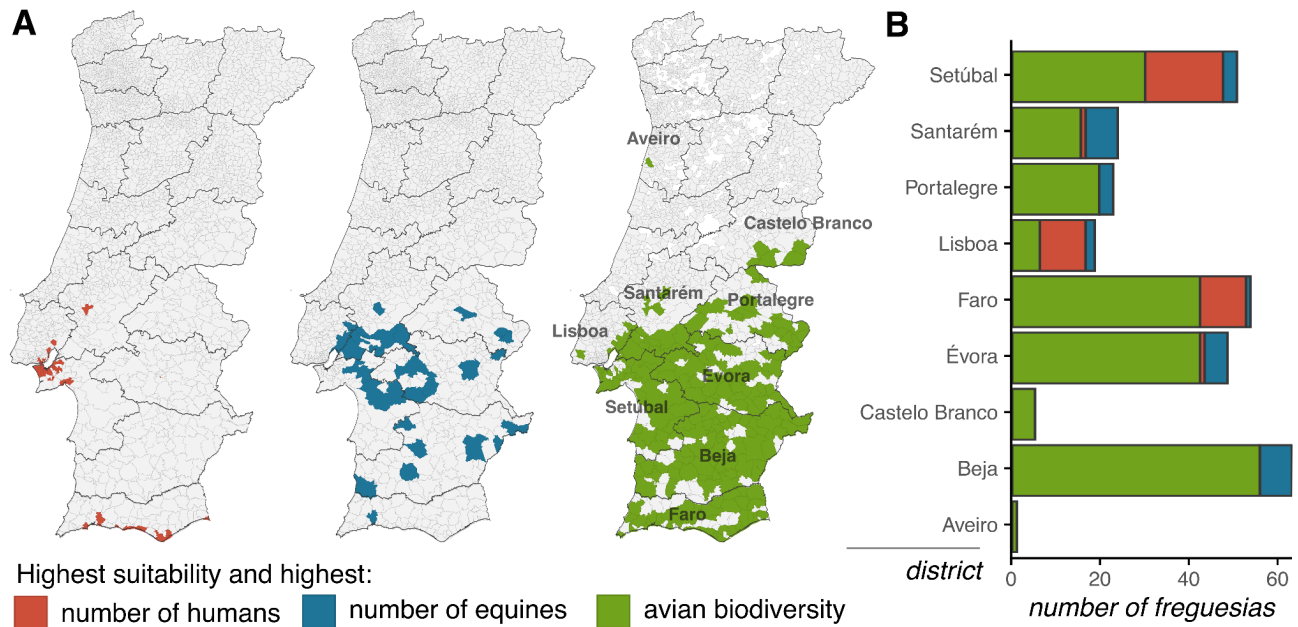 A
Aveiro
Castelo Branco
Santarém
Portalegre
Lisboa
Évora
Setúbal
Beja
Faro
Highest suitability and highest:
number of humans
number of equines
avian biodiversity
B
Setúbal
Santarém
Portalegre
Lisboa
Faro
Évora
Castelo Branco
Beja
Aveiro
district
0 20 40 60
number of freguesias